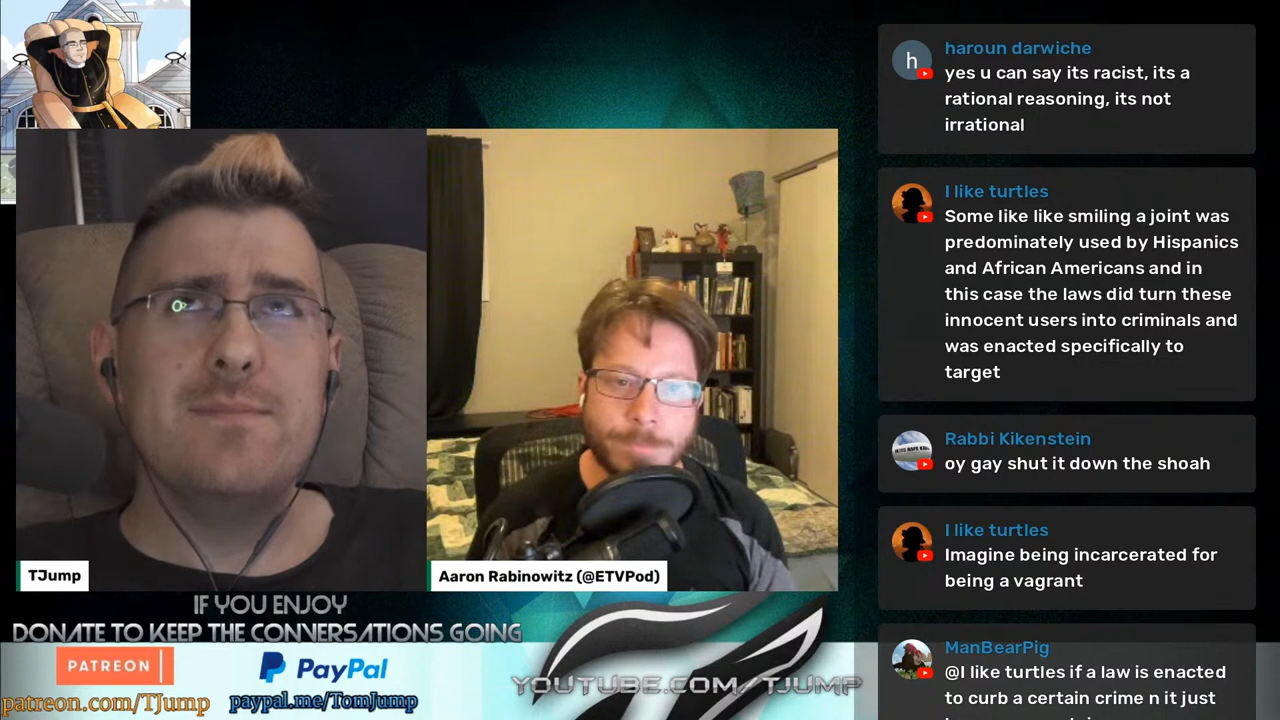 haroun darwiche
yes u can say its racist, its a
rational reasoning, its not
irrational
I like turtles
Some like like smiling a joint was
predominately used by Hispanics
and African Americans and in
this case the laws did turn these
innocent users into criminals and
was enacted specifically to
target
Rabbi Kikenstein
oy gay shut it down the shoah
I like turtles
Imagine being incarcerated for
being a vagrant
ManBearPig
@I like turtles if a law is enacted
to curb a certain crime n it just
h
TJump
Aaron Rabinowitz (@ETVPod)
IF YOU ENJOY
DONATE TO KEEP THE CONVERSATIONS GOING
PATREON
PayPal
patreon.com/TJump
paypal.me/TomJump
YOUTUBE.COM/TJUMP